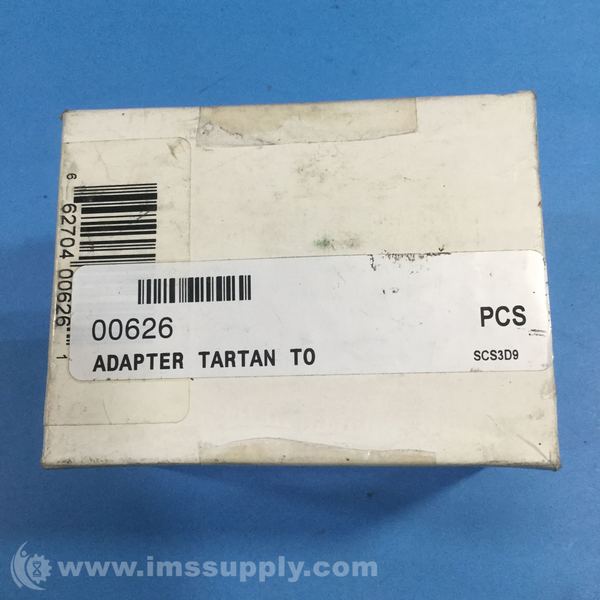 6 62704 00626 1
00626
PCS
ADAPTER TARTAN TO
SCS3D9
www.imssupply.com